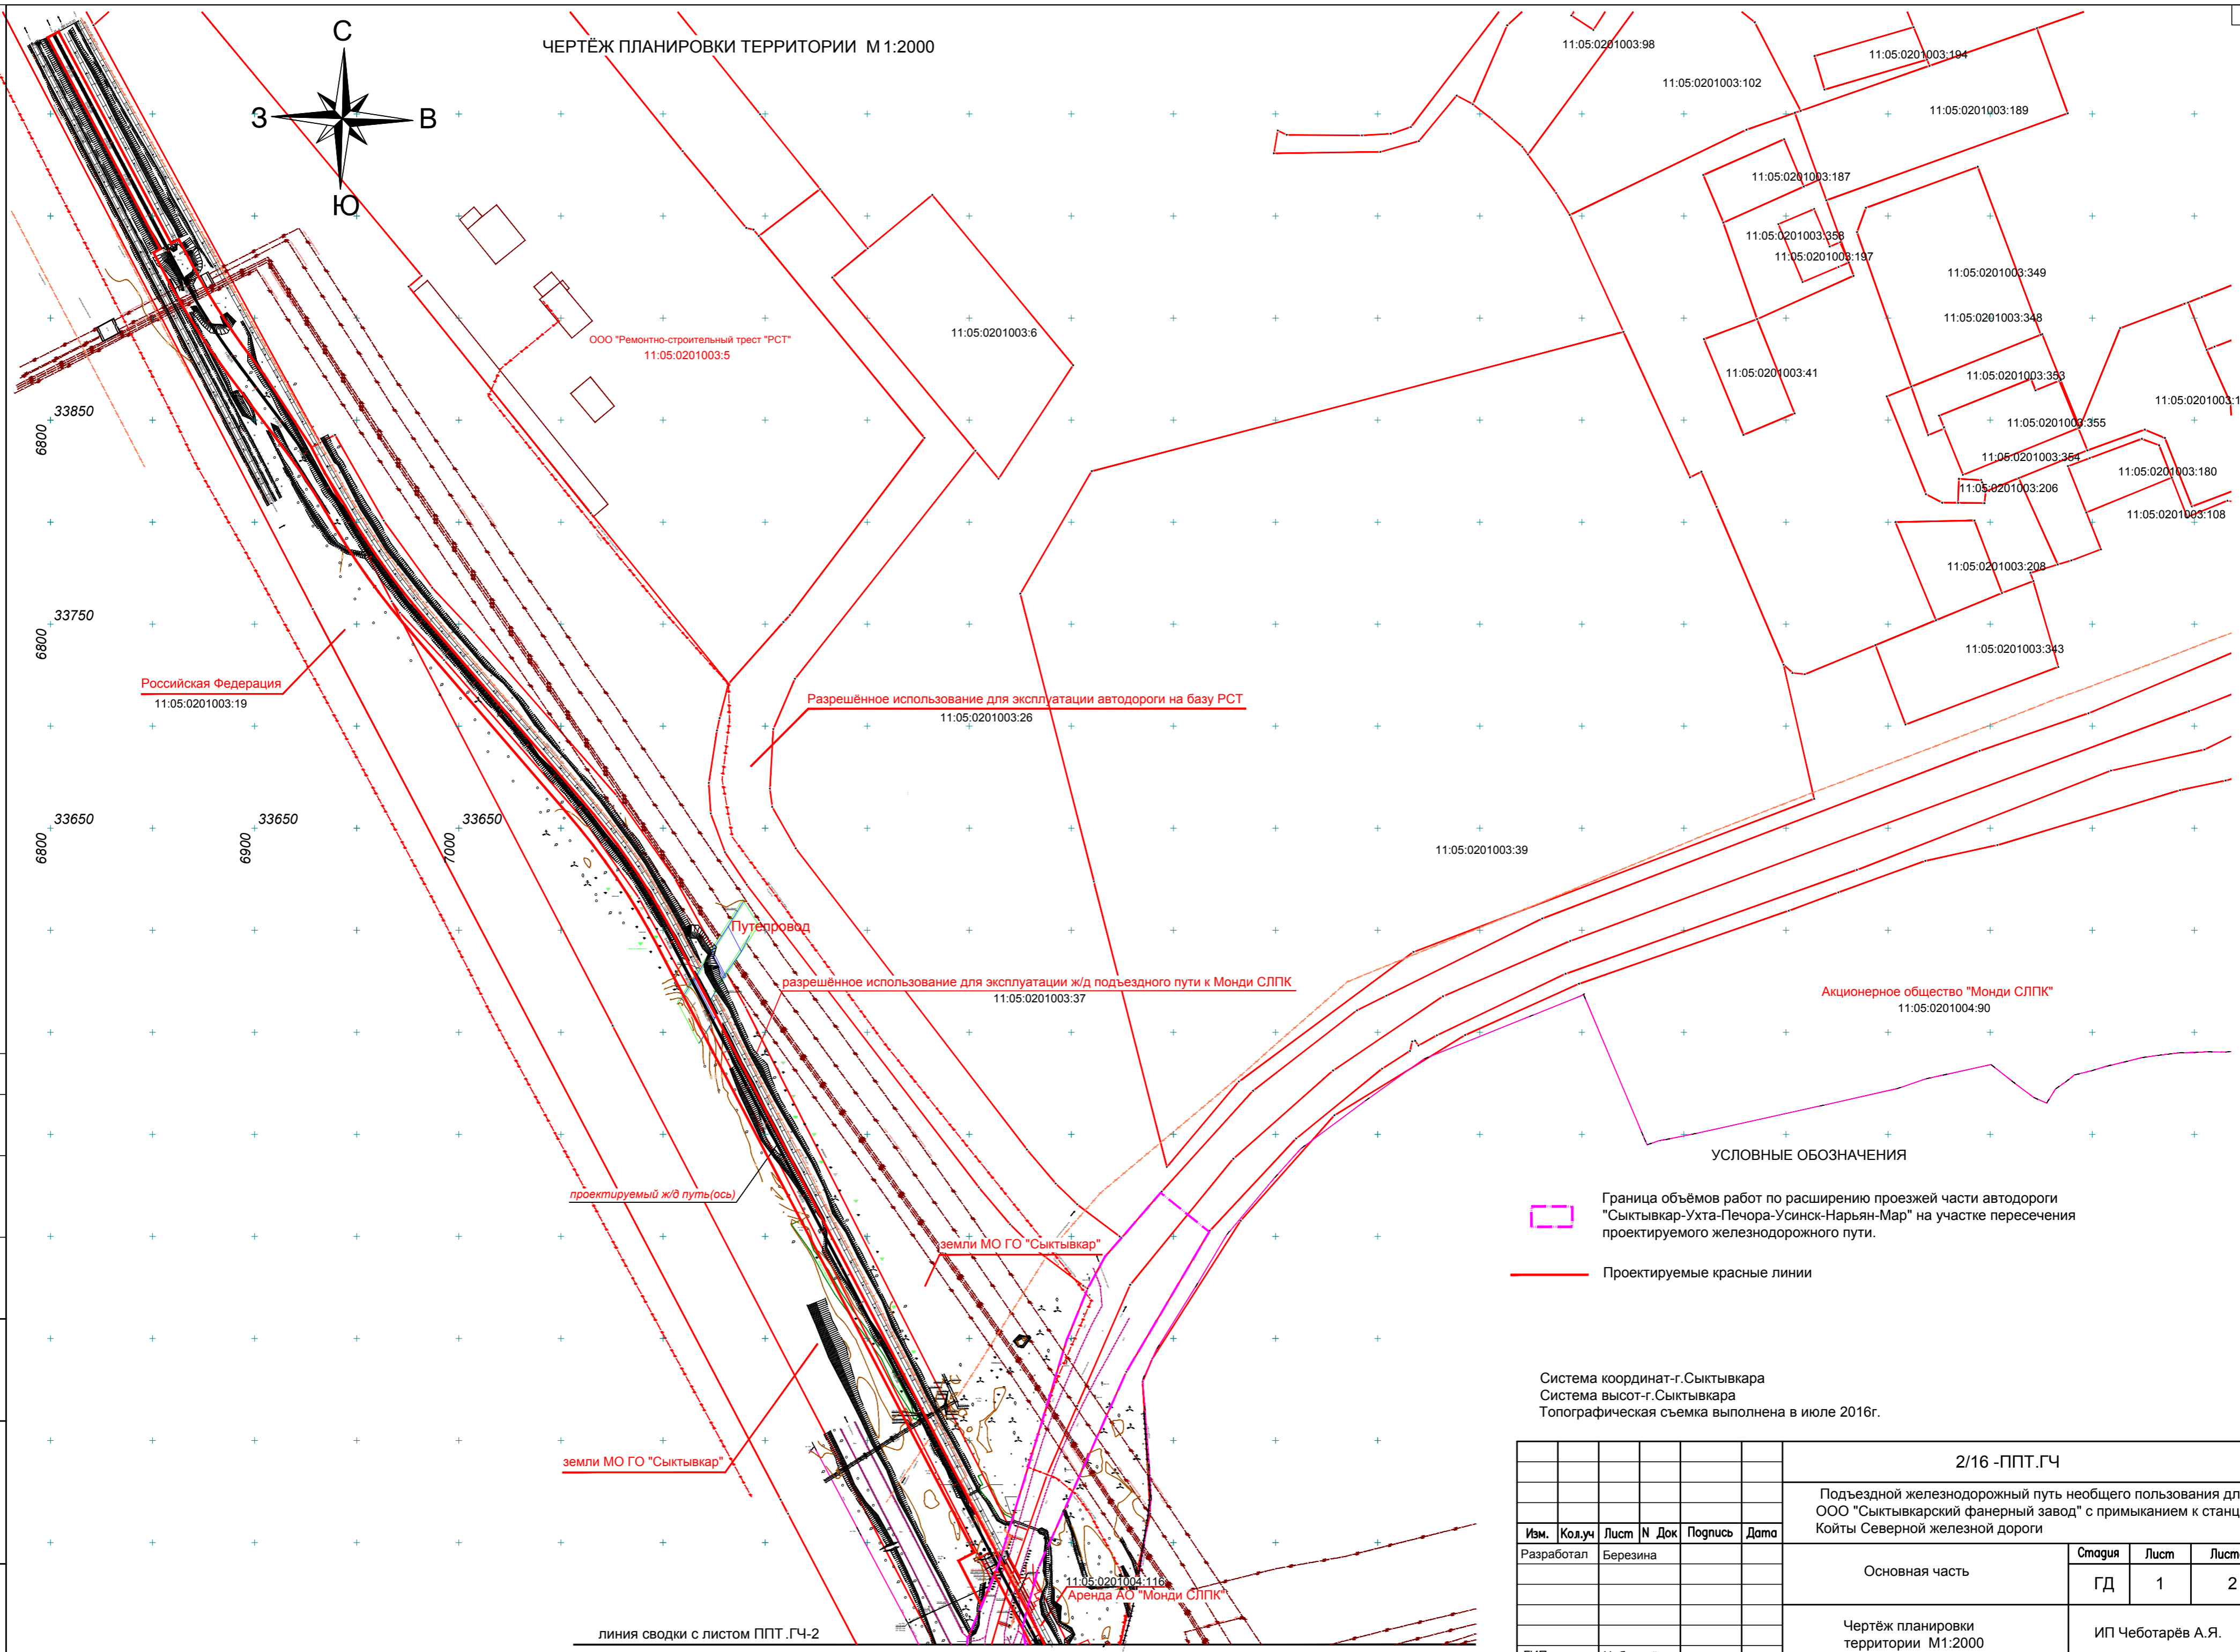 ЧЕРТЁЖ ПЛАНИРОВКИ ТЕРРИТОРИИ М 1:2000
С
З
В
Ю
11:05:0201003:98
11:05:0201003:194
11:05:0201003:102
11:05:0201003:189
11:05:0201003:187
11:05:0201003:358
11:05:0201003:197
11:05:0201003:349
11:05:0201003:348
11:05:0201003:6
ООО "Ремонтно-строительный трест "РСТ"
11:05:0201003:5
11:05:0201003:41
11:05:0201003:353
11:05:0201003:1
33850
6800
11:05:0201003:355
11:05:0201003:354
11:05:0201003:180
11:05:0201003:206
11:05:0201003:108
11:05:0201003:208
33750
6800
11:05:0201003:343
Российская Федерация
11:05:0201003:19
Разрешённое использование для эксплуатации автодороги на базу РСТ
11:05:0201003:26
33650
33650
33650
6800
6900
7000
11:05:0201003:39
Путепровод
разрешённое использование для эксплуатации ж/д подъездного пути к Монди СЛПК
11:05:0201003:37
Акционерное общество "Монди СЛПК"
11:05:0201004:90
УСЛОВНЫЕ ОБОЗНАЧЕНИЯ
Граница объёмов работ по расширению проезжей части автодороги
"Сыктывкар-Ухта-Печора-Усинск-Нарьян-Мар" на участке пересечения
проектируемого железнодорожного пути.
Проектируемые красные линии
проектируемый ж/д путь(ось)
земли МО ГО "Сыктывкар"
земли МО ГО "Сыктывкар"
Система координат-г.Сыктывкара
Система высот-г.Сыктывкара
Топографическая съемка выполнена в июле 2016г.
11:05:0201004:116
Аренда АО "Монди СЛПК"
линия сводки с листом ППТ.ГЧ-2
2/16 -ППТ.ГЧ
Подъездной железнодорожный путь необщего пользования дл
ООО "Сыктывкарский фанерный завод" с примыканием к станц
Койты Северной железной дороги
Изм. Кол.уч Лист N Док Подпись Дата
Разработал Березина
Основная часть
Стадия Лист Лист
ГД 1 2
Чертёж планировки
территории М1:2000
ИП Чеботарёв А.Я.